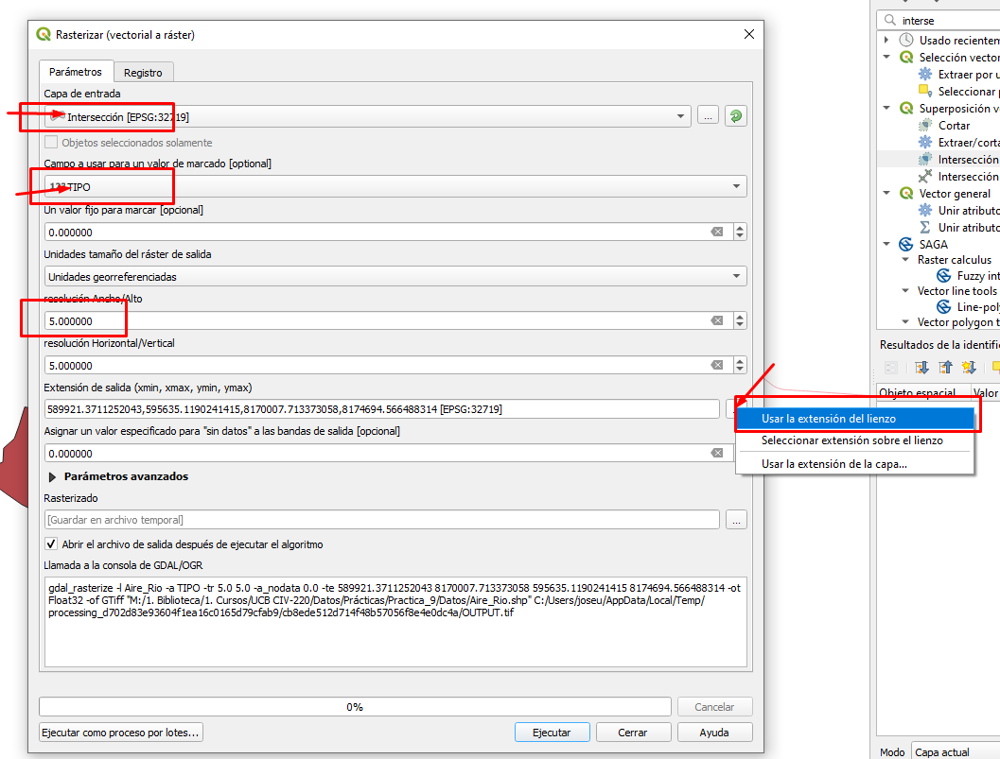 Rasterizar (vectorial a ráster)
Parámetros
Registro
Capa de entrada
Intersección [EPSG:32719]
...
Objetos seleccionados solamente
Campo a usar para un valor de marcado [optional]
123 TIPO
Un valor fijo para marcar [opcional]
0.000000
Unidades tamaño del ráster de salida
Unidades georreferenciadas
resolución Ancho/Alto
5.000000
resolución Horizontal/Vertical
5.000000
Extensión de salida (xmin, xmax, ymin, ymax)
589921.3711252043,595635.1190241415,8170007.713373058,8174694.566488314 [EPSG:32719]
Asignar un valor especificado para "sin datos" a las bandas de salida [opcional]
0.000000
Parámetros avanzados
Rasterizado
[Guardar en archivo temporal]
...
Abrir el archivo de salida después de ejecutar el algoritmo
Llamada a la consola de GDAL/OGR
gdal_rasterize -l Aire_Rio -a TIPO -tr 5.0 5.0 -a_nodata 0.0 -te 589921.3711252043 8170007.713373058 595635.1190241415 8174694.566488314 -ot
Float32 -of GTiff "M:/1. Biblioteca/1. Cursos/UCB CIV-220/Datos/Prácticas/Practica_9/Datos/Aire_Rio.shp" C:/Users/joseu/AppData/Local/Temp/
processing_d702d83e93604f1ea16c0165d79cfab9/cb8ede512d714f48b57056f8e4e0dc4a/OUTPUT.tif
0%
Cancelar
Ejecutar como proceso por lotes...
Ejecutar
Cerrar
Ayuda
Usar la extensión del lienzo
Seleccionar extensión sobre el lienzo
Usar la extensión de la capa...
interse
Usado recientem
Selección vector
Extraer por u
Seleccionar p
Superposición v
Cortar
Extraer/corta
Intersección
Intersección
Vector general
Unir atributo
Unir atributo
SAGA
Raster calculus
Fuzzy int
Vector line tools
Line-pol
Vector polygon t
Resultados de la identifi
Objeto espacial
Valor
Modo
Capa actual